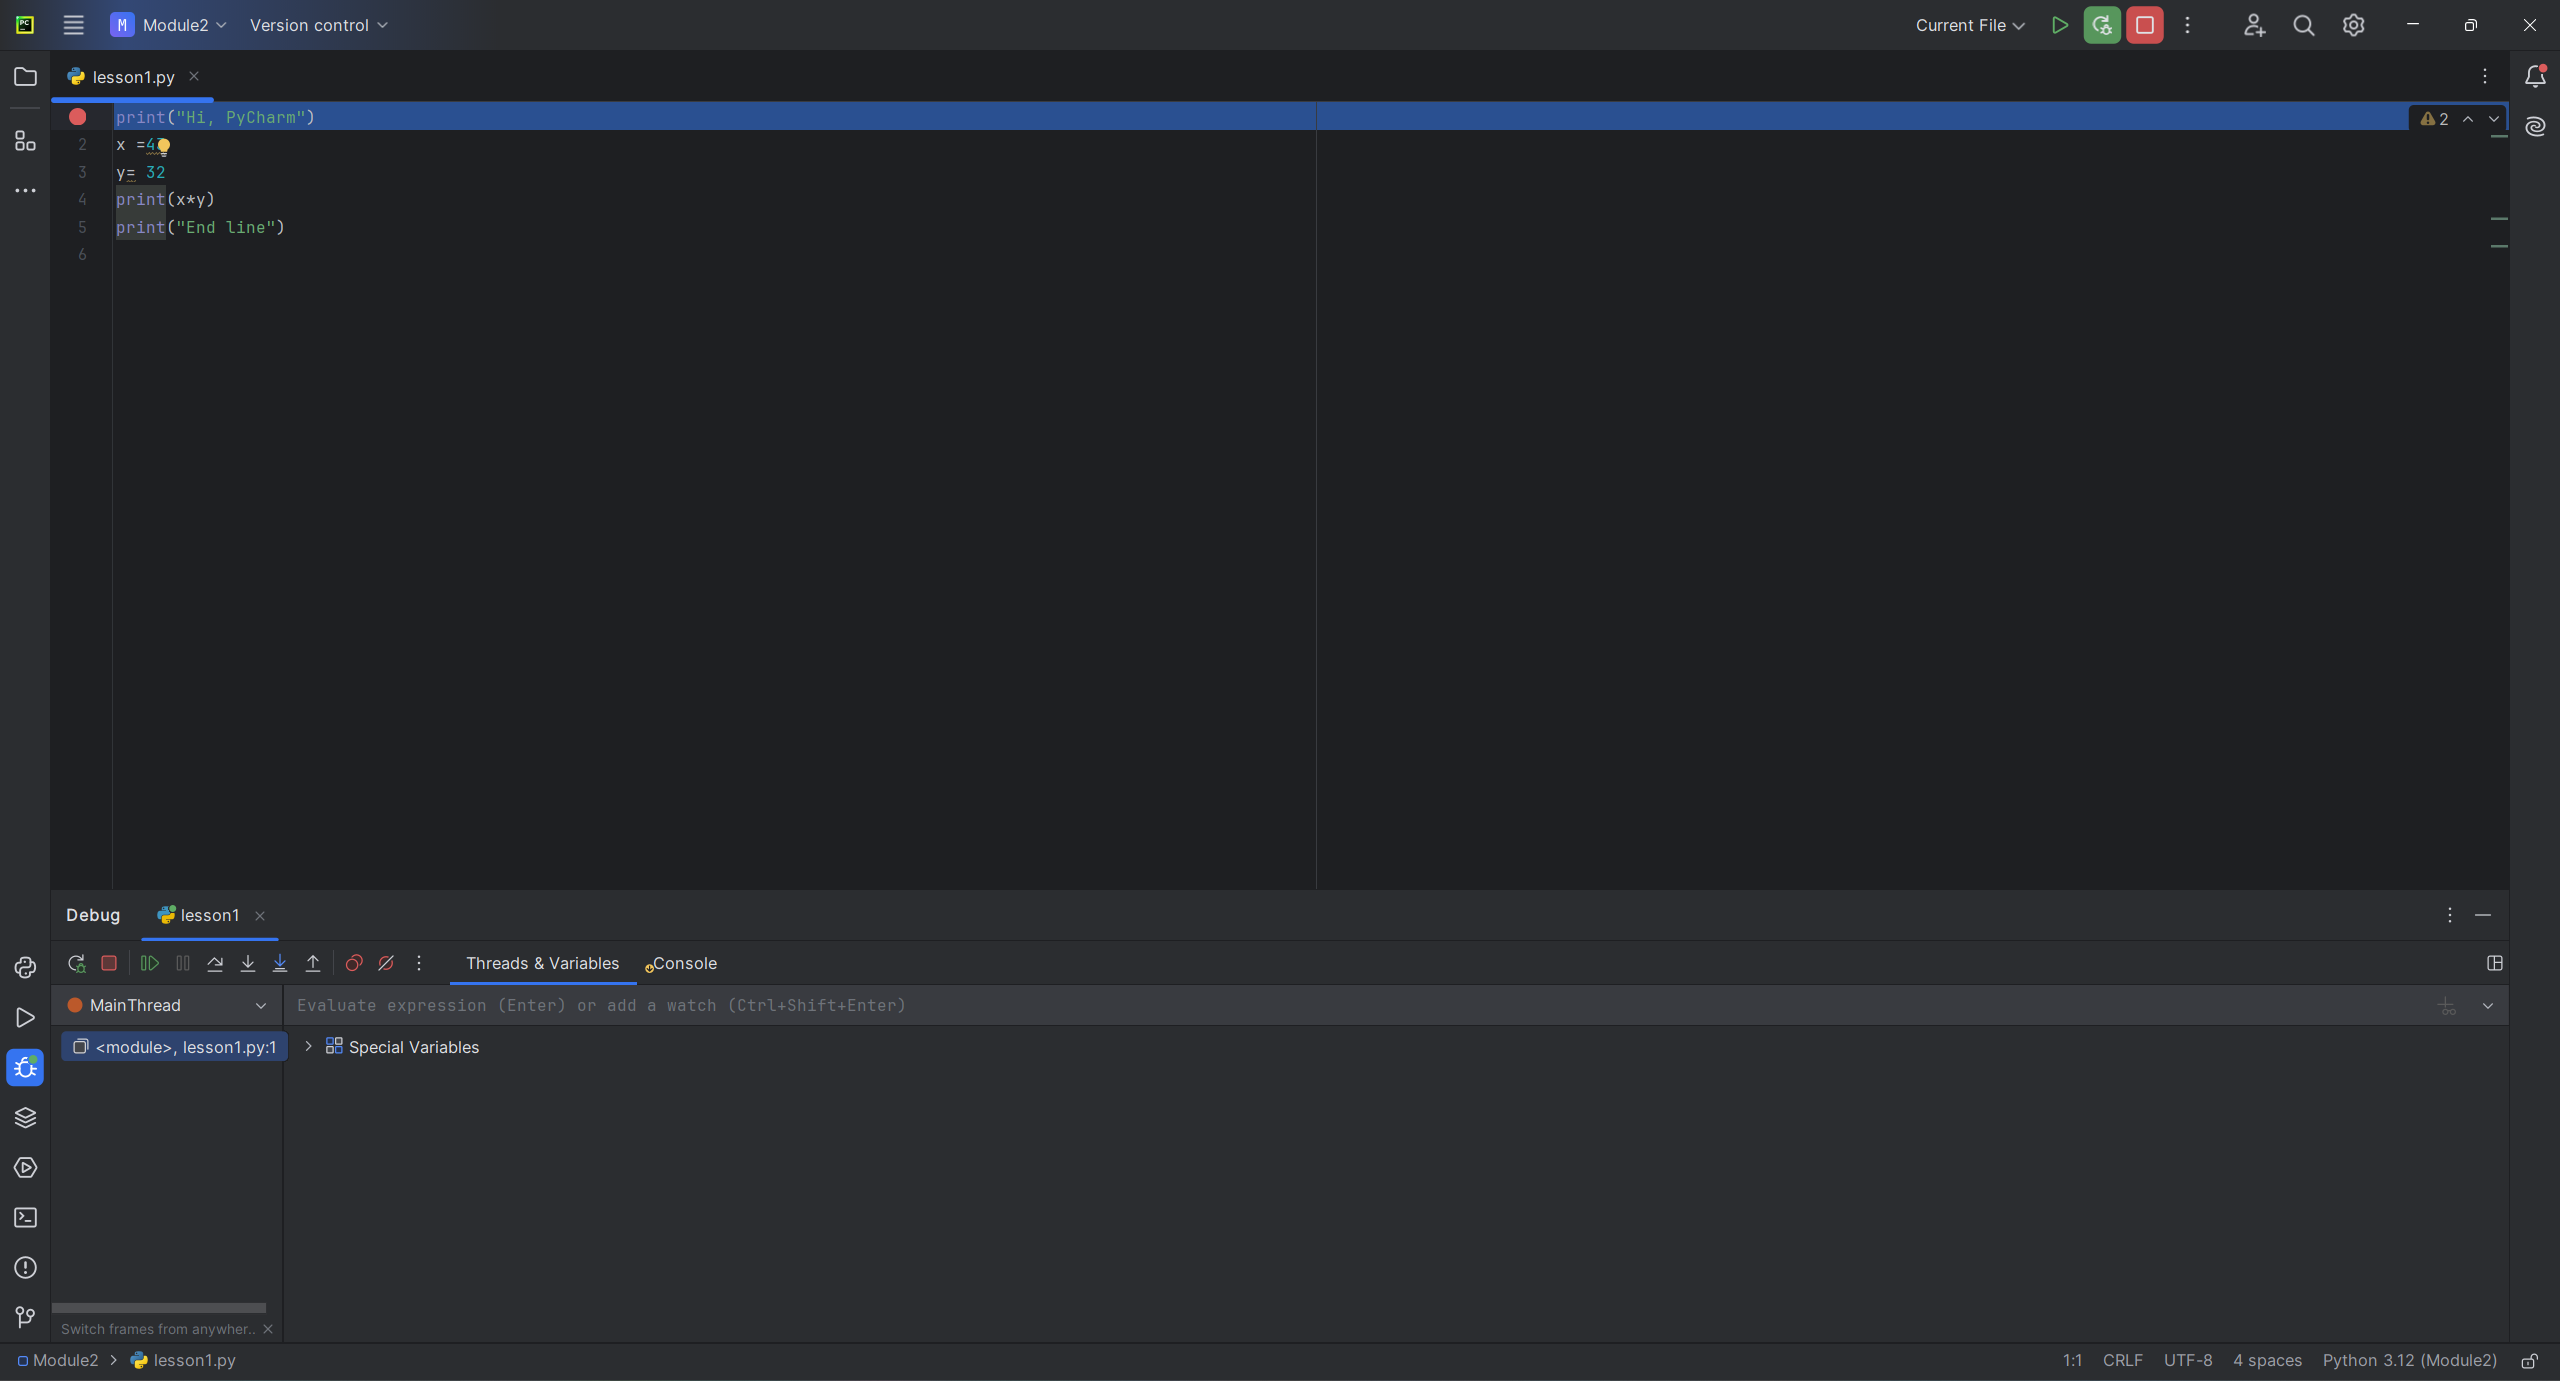 PC M Module2 Version control Current File
lesson1.py
print("Hi, PyCharm") 2
2 x =
3 y= 32
4 print(x*y)
5 print("End line")
6
Debug lesson1
Threads & Variables Console
MainThread Evaluate expression (Enter) or add a watch (Ctrl+Shift+Enter)
<module>, lesson1.py:1 Special Variables
Switch frames from anywher..
Module2 > lesson1.py 1:1 CRLF UTF-8 4 spaces Python 3.12 (Module2)